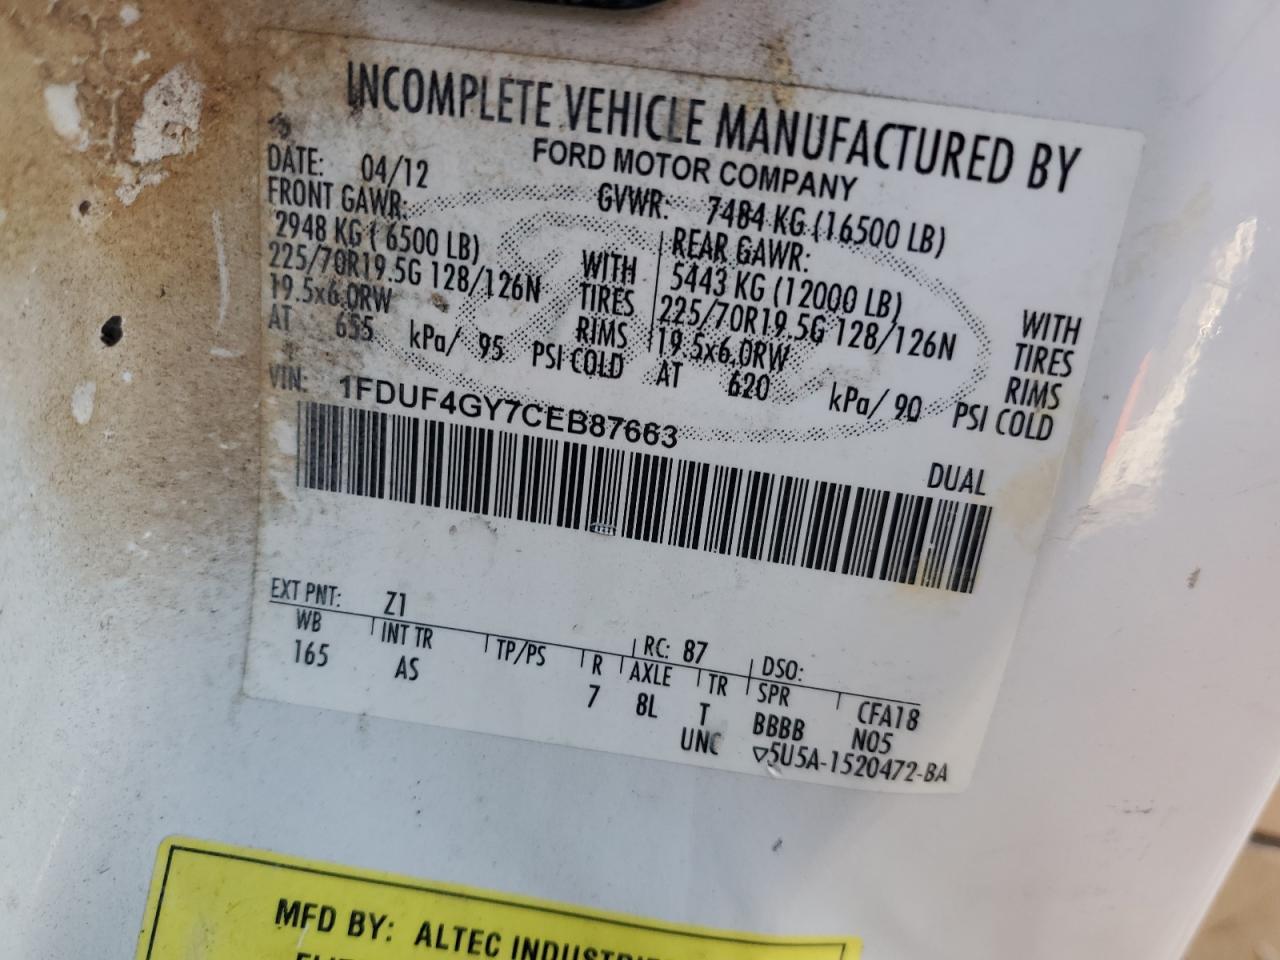 INCOMPLETE VEHICLE MANUFACTURED BY
FORD MOTOR COMPANY
DATE: 04/12 GVWR: 7484 KG (16500 LB)
FRONT GAWR: REAR GAWR:
2948 KG ( 6500 LB) WITH 5443 KG (12000 LB) WITH
225/70R19.5G 128/126N TIRES 225/70R19.5G 128/126N TIRES
19.5x6.0RW RIMS 19.5x6.0RW RIMS
AT 655 kPa/ 95 PSI COLD AT 620 kPa/ 90 PSI COLD
VIN: 1FDUF4GY7CEB87663
DUAL
EXT PNT: Z1 RC: 87 DSO:
WB INT TR TP/PS R AXLE TR SPR CFA18
165 AS 7 8L T BBBB N05
UNC ▽5U5A-1520472-BA
MFD BY: ALTEC